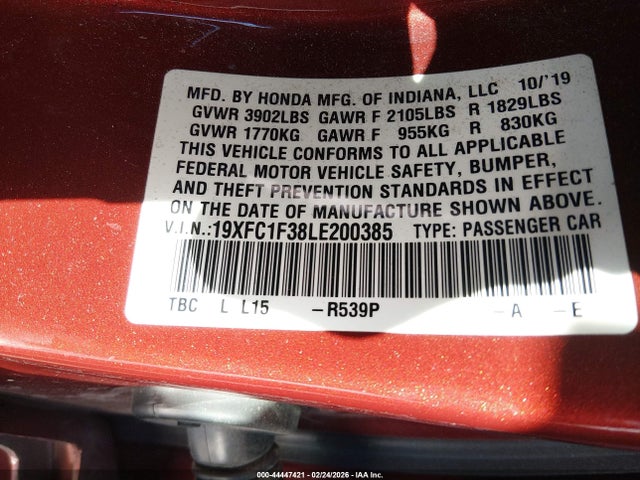 MFD. BY HONDA MFG. OF INDIANA, LLC 10/'19
GVWR 3902LBS GAWR F 2105LBS R 1829LBS
GVWR 1770KG GAWR F 955KG R 830KG
THIS VEHICLE CONFORMS TO ALL APPLICABLE
FEDERAL MOTOR VEHICLE SAFETY, BUMPER,
AND THEFT PREVENTION STANDARDS IN EFFECT
ON THE DATE OF MANUFACTURE SHOWN ABOVE.
V.I.N.:19XFC1F38LE200385 TYPE: PASSENGER CAR
TBC L L15 -R539P -A -E
000-44447421 - 02/24/2026 - IAA Inc.